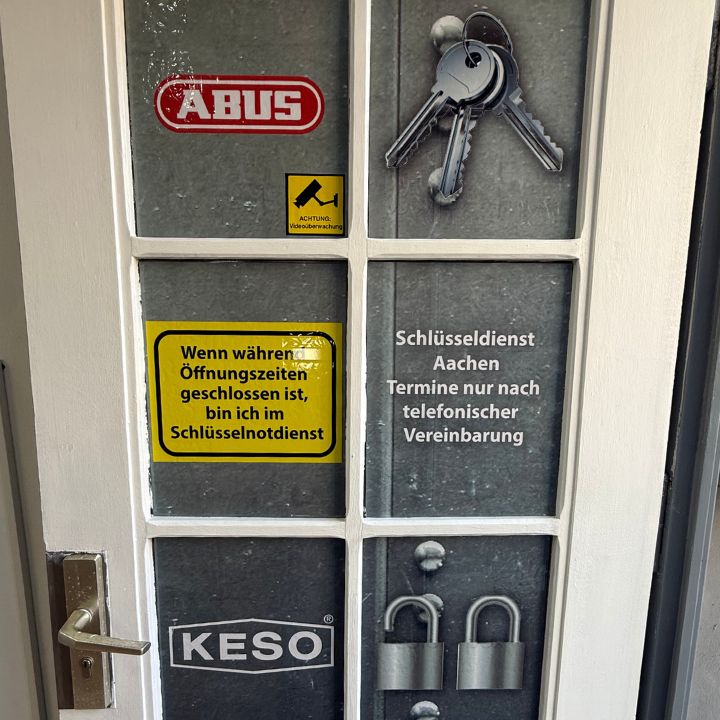 ABUS
ACHTUNG:
Videoüberwachung
Wenn während
Öffnungszeiten
geschlossen ist,
bin ich im
Schlüsselnotdienst
Schlüsseldienst
Aachen
Termine nur nach
telefonischer
Vereinbarung
KESO®